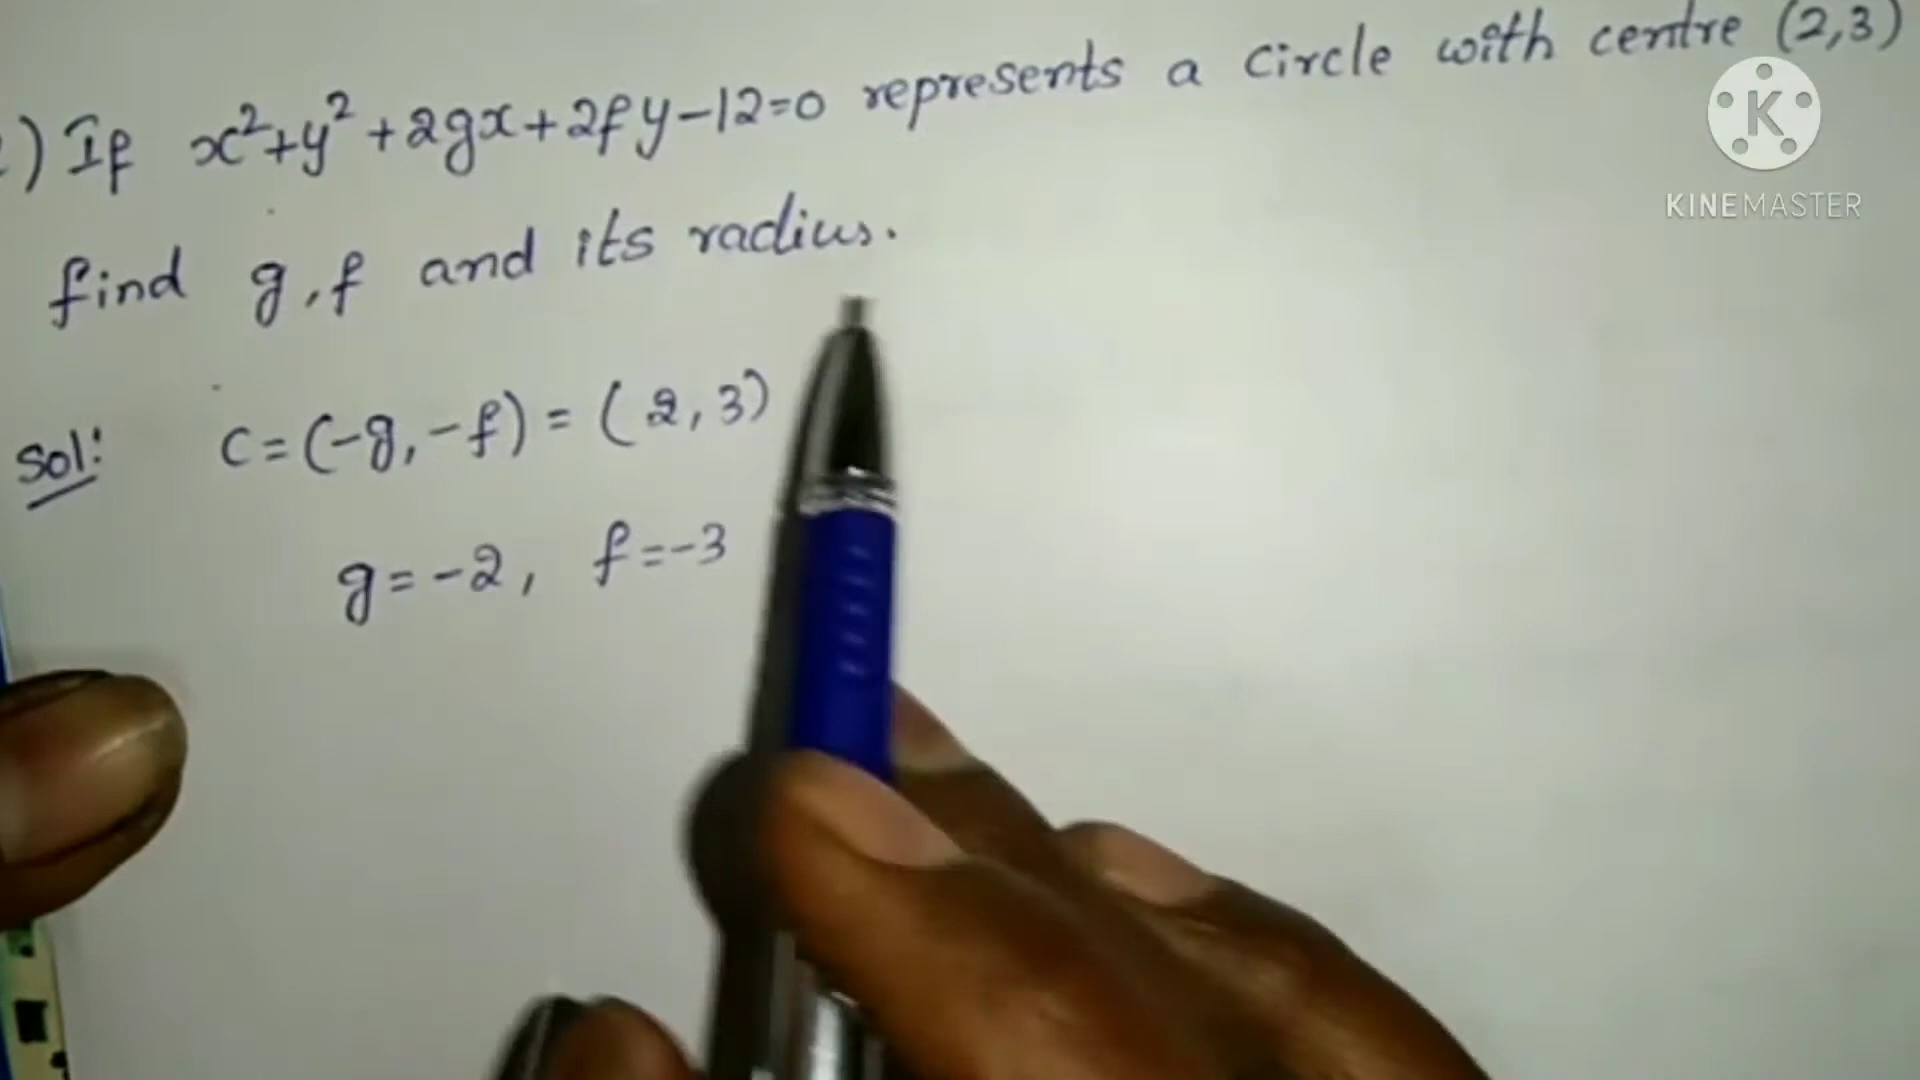 ) If x²+y²+2gx+2fy-12=0 represents a circle with centre (2,3)
find g,f and its radius.
Sol: C=(-g,-f)=(2,3)
g=-2, f=-3
K
KINEMASTER